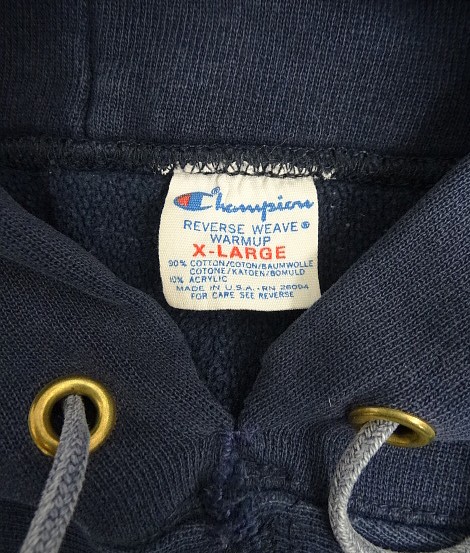 Champion
REVERSE WEAVE®
WARMUP
X-LARGE
90% COTTON/COTON/BAUMWOLLE
COTONE/KATOEN/BOMULD
10% ACRYLIC
MADE IN U.S.A.-RN 26094
FOR CARE SEE REVERSE